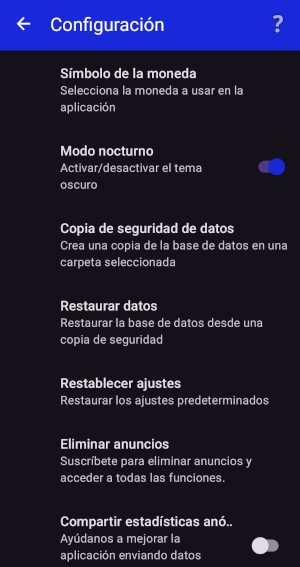 Configuración ?
Símbolo de la moneda
Selecciona la moneda a usar en la
aplicación
Modo nocturno
Activar/desactivar el tema
oscuro
Copia de seguridad de datos
Crea una copia de la base de datos en una
carpeta seleccionada
Restaurar datos
Restaurar la base de datos desde una
copia de seguridad
Restablecer ajustes
Restaurar los ajustes predeterminados
Eliminar anuncios
Suscríbete para eliminar anuncios y
acceder a todas las funciones.
Compartir estadísticas anó..
Ayúdanos a mejorar la
aplicación enviando datos